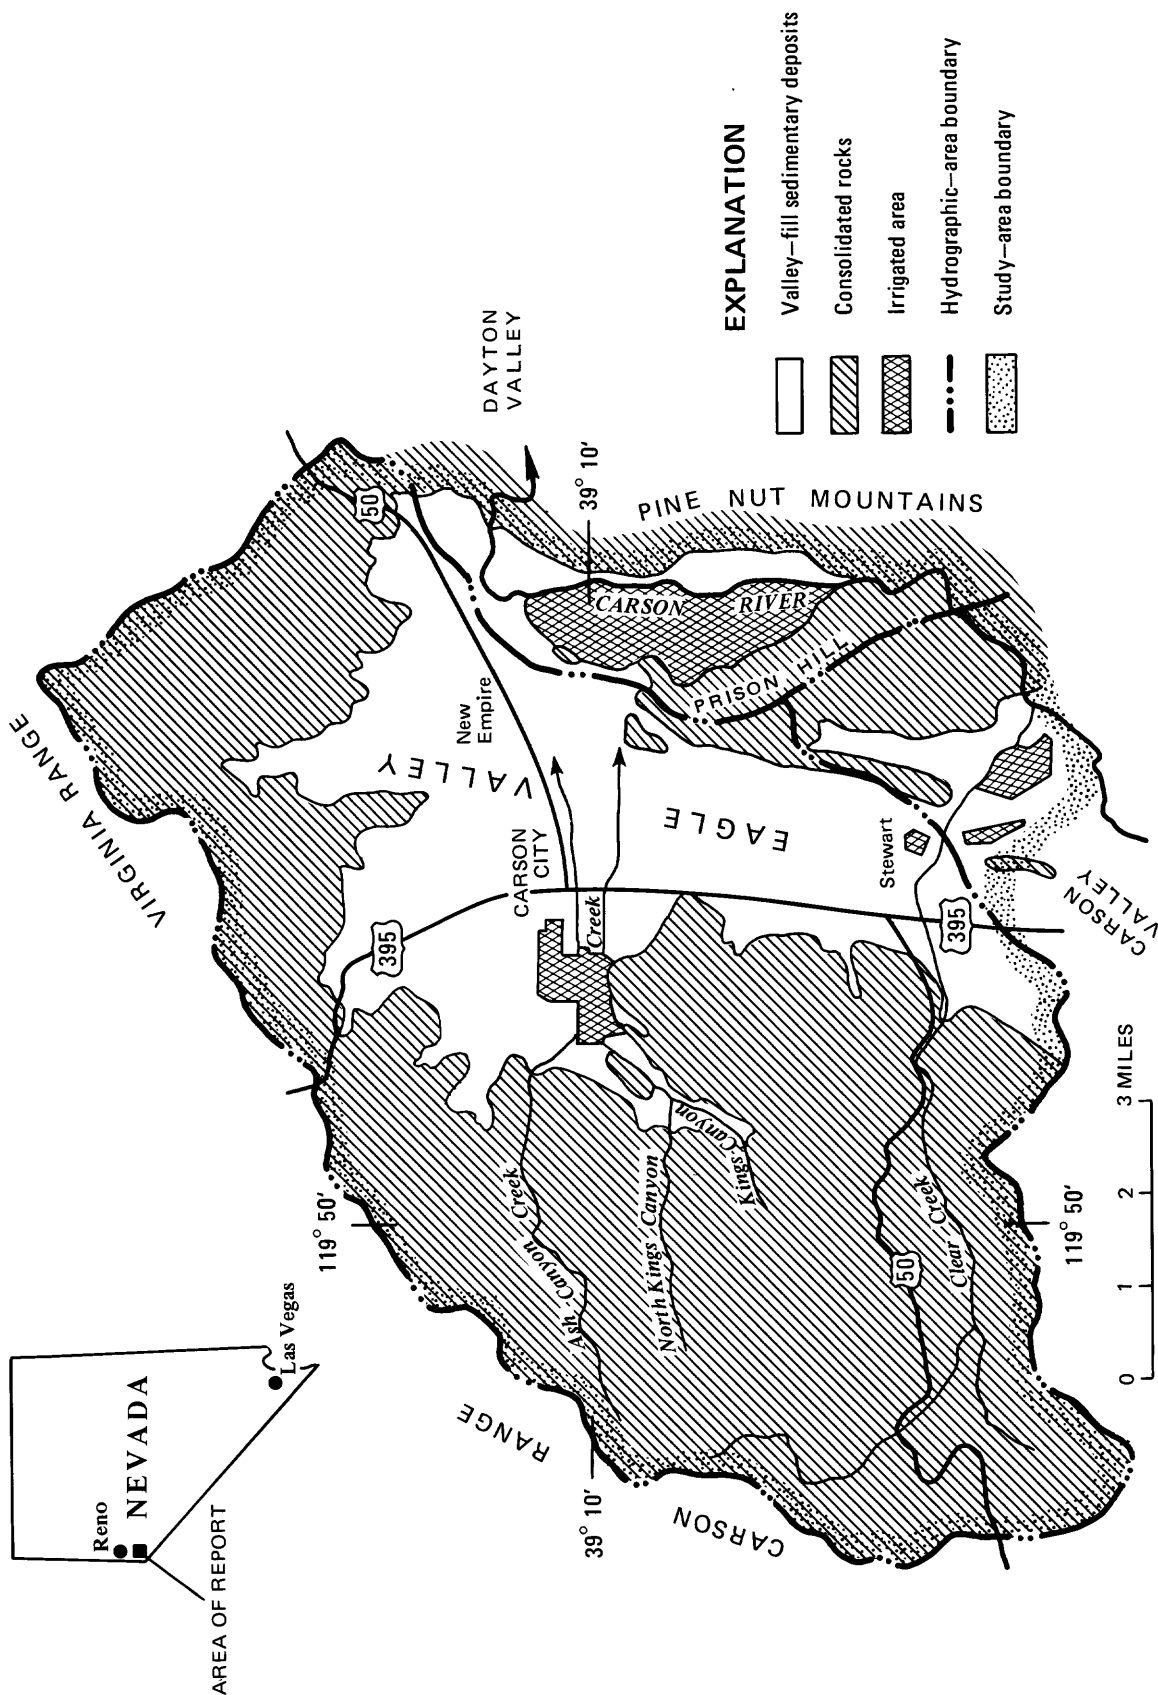 Reno
NEVADA
Las Vegas
AREA OF REPORT
VIRGINIA RANGE
50
DAYTON
VALLEY
395
119° 50'
New
Empire
EAGLE VALLEY
CARSON
CITY
Creek
39° 10'
39° 10'
CARSON RIVER
PINE NUT MOUNTAINS
PRISON HILL
Ash Canyon Creek
North Kings Canyon
Kings Canyon
CARSON RANGE
Stewart
395
50
Clear Creek
CARSON
VALLEY
119° 50'
0 1 2 3 MILES
EXPLANATION
Valley—fill sedimentary deposits
Consolidated rocks
Irrigated area
Hydrographic—area boundary
Study—area boundary